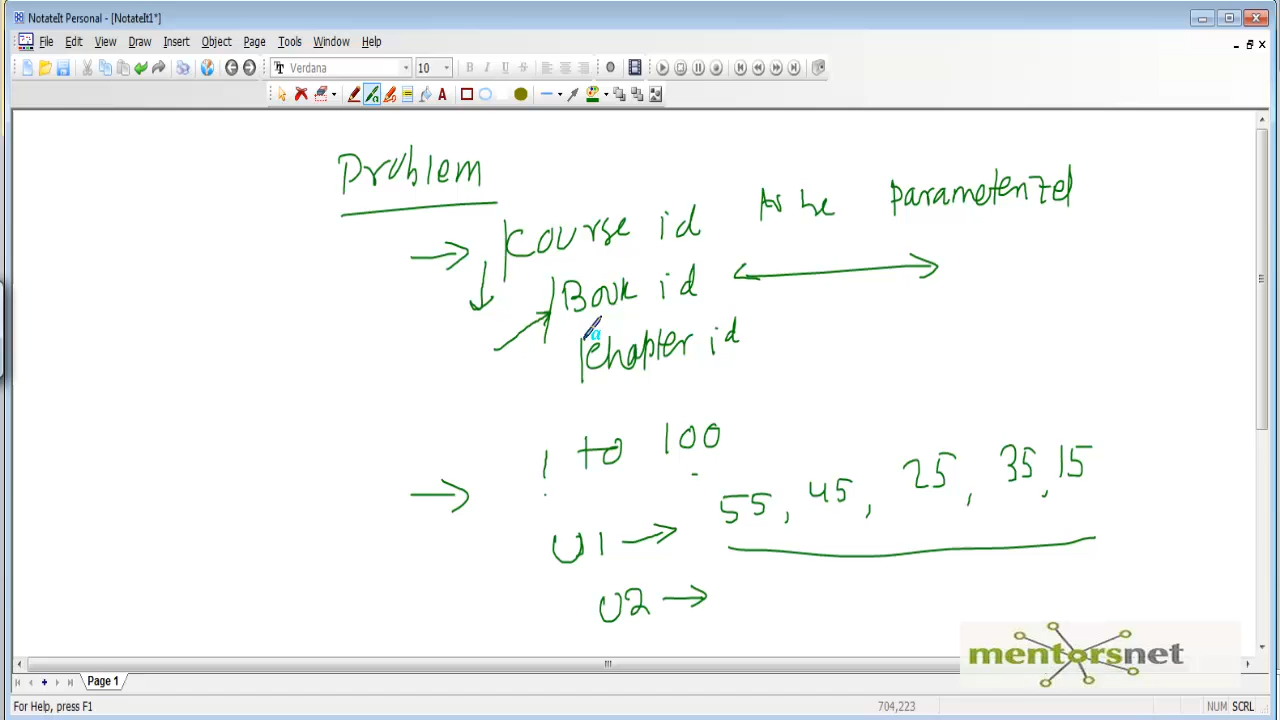 NotateIt Personal - [NotateIt1*]
File Edit View Draw Insert Object Page Tools Window Help
Verdana 10 B I U S
A
Problem
Course id to be parameterized
Book id
Chapter id
1 to 100
U1 → 55, 45, 25, 35, 15
U2 →
mentorsnet
Page 1
For Help, press F1 704,223 NUM SCRL